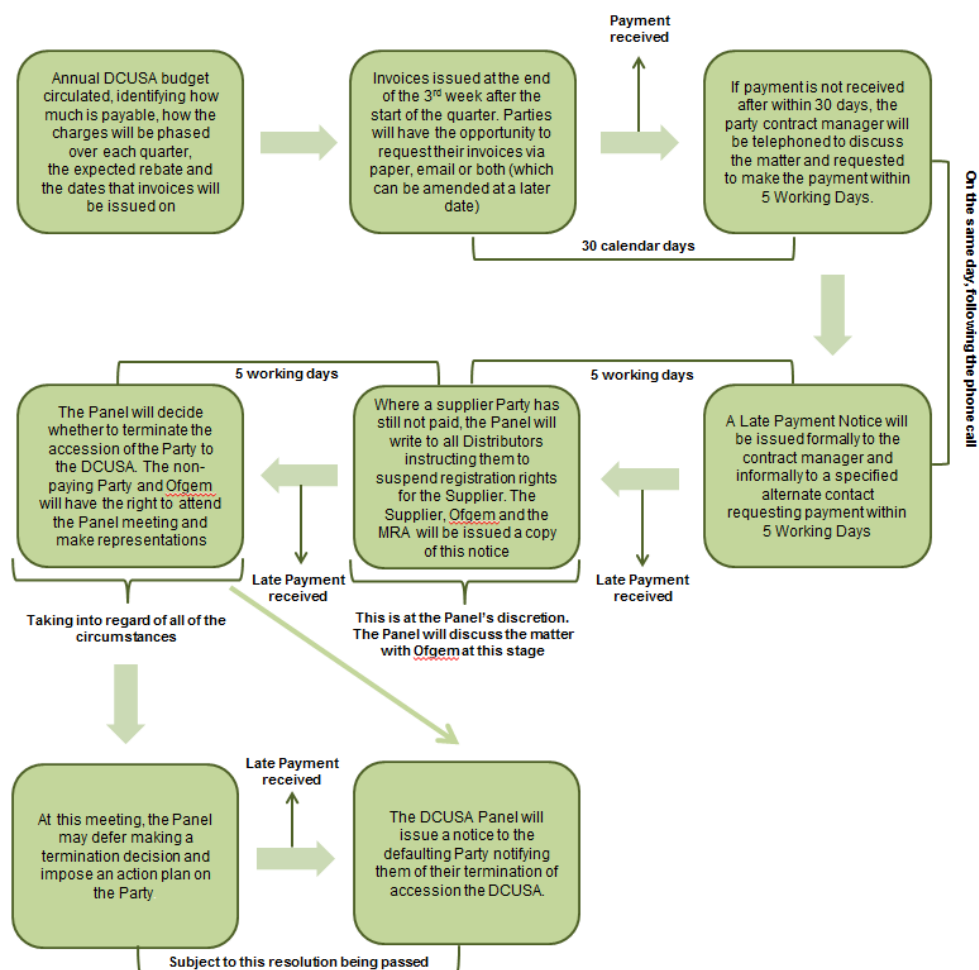 Payment
received
Annual DCUSA budget
circulated, identifying how
much is payable, how the
charges will be phased
over each quarter,
the expected rebate and
the dates that invoices will
be issued on
Invoices issued at the end
of the 3rd week after the
start of the quarter. Parties
will have the opportunity to
request their invoices via
paper, email or both (which
can be amended at a later
date)
If payment is not received
after within 30 days, the
party contract manager will
be telephoned to discuss
the matter and requested
to make the payment within
5 Working Days.
30 calendar days
On the same day, following the phone call
5 working days
5 working days
A Late Payment Notice will
be issued formally to the
contract manager and
informally to a specified
alternate contact
requesting payment within
5 Working Days
Late Payment
received
Where a supplier Party has
still not paid, the Panel will
write to all Distributors
instructing them to
suspend registration rights
for the Supplier. The
Supplier, Ofgem and the
MRA will be issued a copy
of this notice
This is at the Panel's discretion.
The Panel will discuss the matter
with Ofgem at this stage
Late Payment
received
The Panel will decide
whether to terminate the
accession of the Party to
the DCUSA. The non-
paying Party and Ofgem
will have the right to attend
the Panel meeting and
make representations
Taking into regard of all of the
circumstances
At this meeting, the Panel
may defer making a
termination decision and
impose an action plan on
the Party
Late Payment
received
The DCUSA Panel will
issue a notice to the
defaulting Party notifying
them of their termination of
accession the DCUSA.
Subject to this resolution being passed